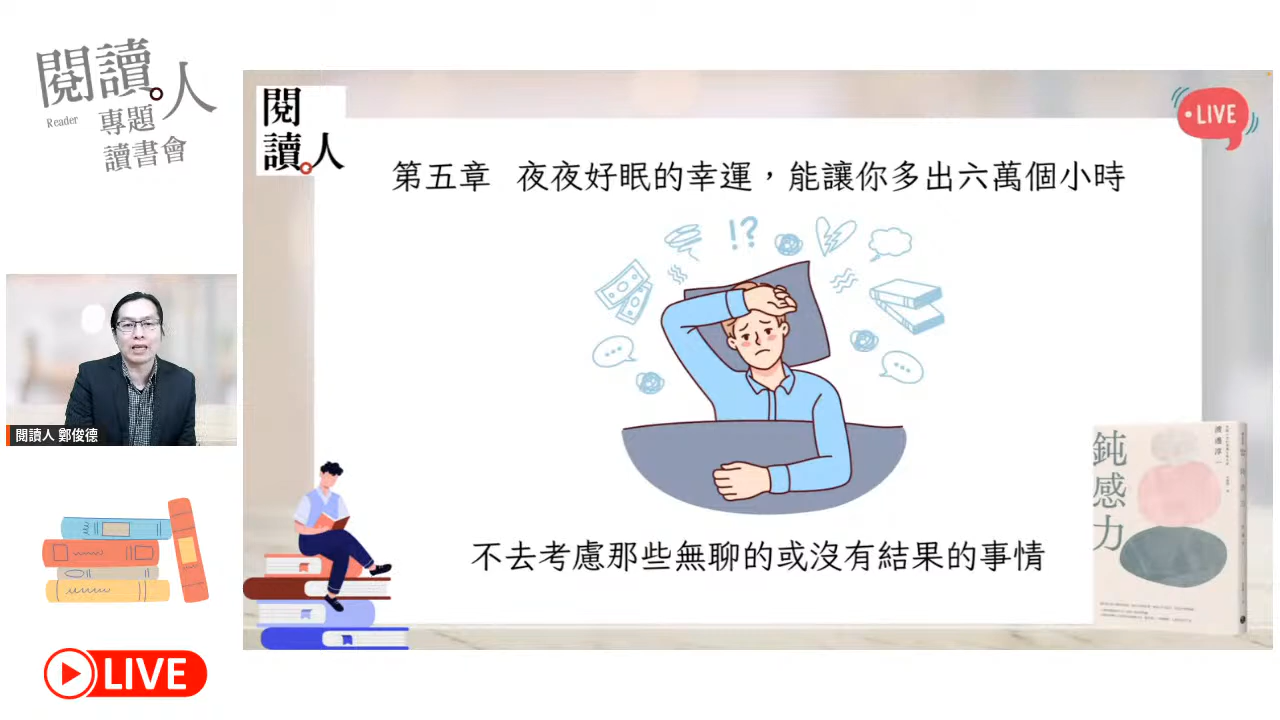 閱讀人
Reader
專題
讀書會
閱
讀人
LIVE
第五章 夜夜好眠的幸運，能讓你多出六萬個小時
!?
閱讀人 鄭俊德
鈍感力
渡邊淳一
不去考慮那些無聊的或沒有結果的事情
LIVE